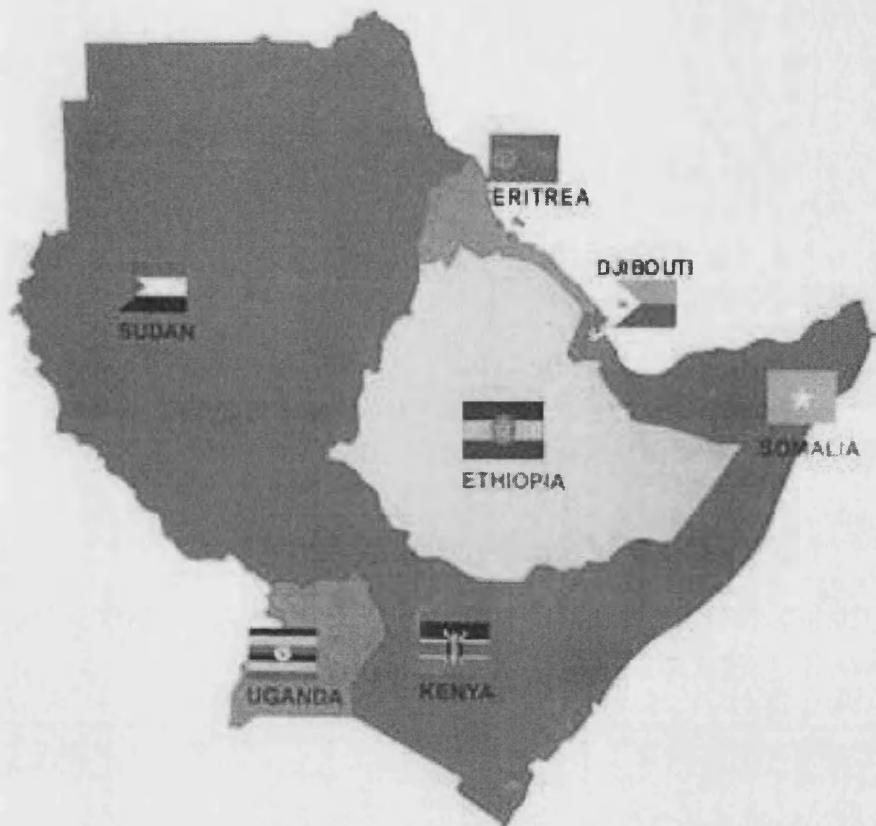 ERITREA
DJIBOUTI
SUDAN
SOMALIA
ETHIOPIA
UGANDA
KENYA